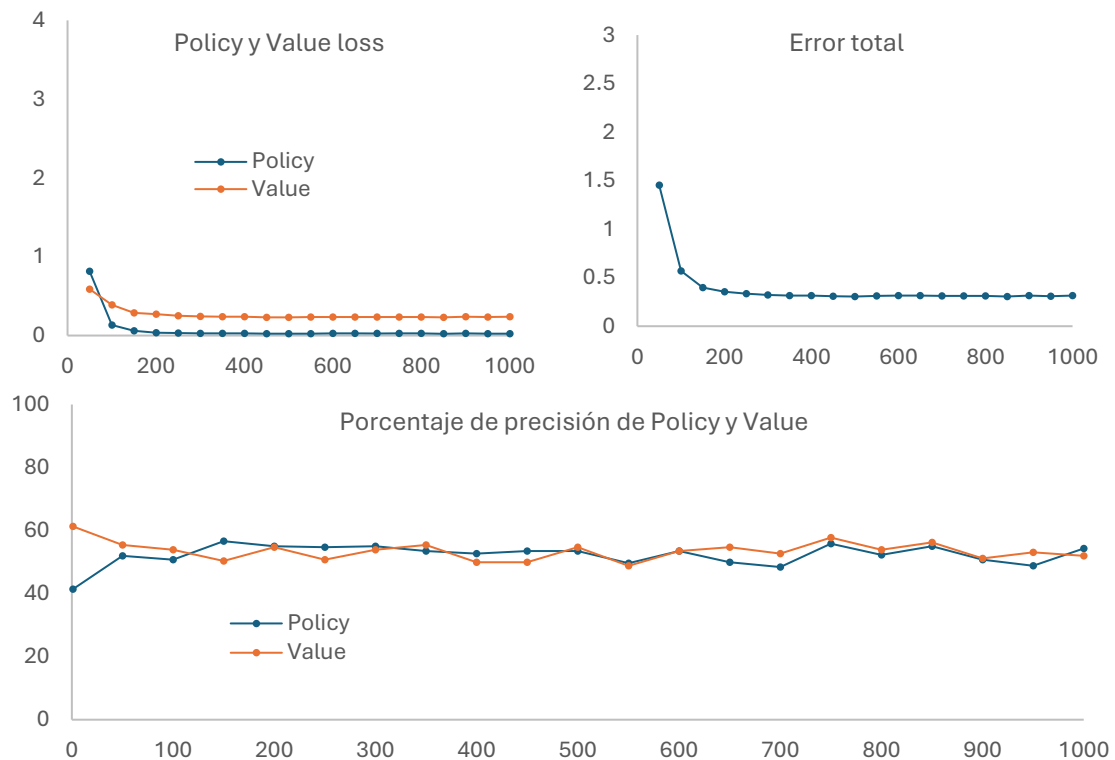 Policy y Value loss
4
3
2
1
0
Policy
Value
0 200 400 600 800 1000
Error total
3
2.5
2
1.5
1
0.5
0
0 200 400 600 800 1000
Porcentaje de precisión de Policy y Value
100
80
60
40
20
0
Policy
Value
0 100 200 300 400 500 600 700 800 900 1000